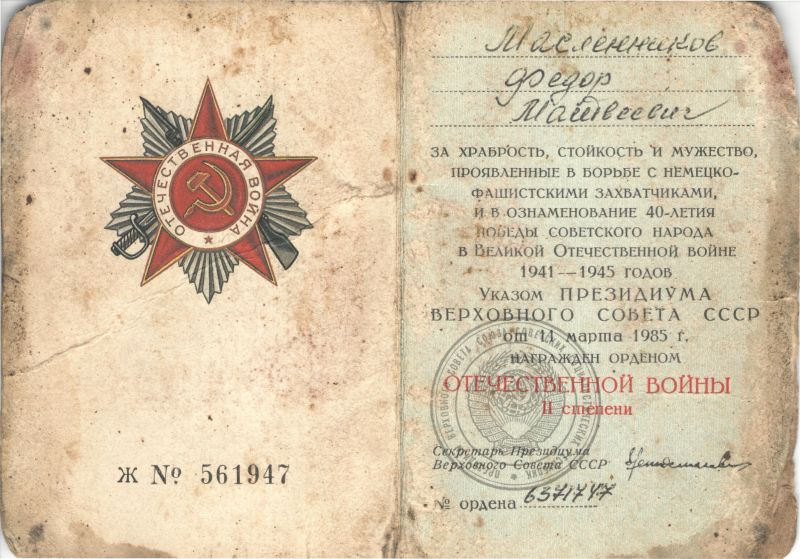 ОТЕЧЕСТВЕННАЯ ВОЙНА
Ж № 561947
Масленников
Федор
Матвеевич
ЗА ХРАБРОСТЬ, СТОЙКОСТЬ И МУЖЕСТВО,
ПРОЯВЛЕННЫЕ В БОРЬБЕ С НЕМЕЦКО-
ФАШИСТСКИМИ ЗАХВАТЧИКАМИ,
И В ОЗНАМЕНОВАНИЕ 40-ЛЕТИЯ
ПОБЕДЫ СОВЕТСКОГО НАРОДА
В ВЕЛИКОЙ ОТЕЧЕСТВЕННОЙ ВОЙНЕ
1941—1945 ГОДОВ
УКАЗОМ ПРЕЗИДИУМА
ВЕРХОВНОГО СОВЕТА СССР
от 11 марта 1985 г.
НАГРАЖДЕН ОРДЕНОМ
ОТЕЧЕСТВЕННОЙ ВОЙНЫ
II степени
Секретарь Президиума
Верховного Совета СССР
№ ордена 6371747